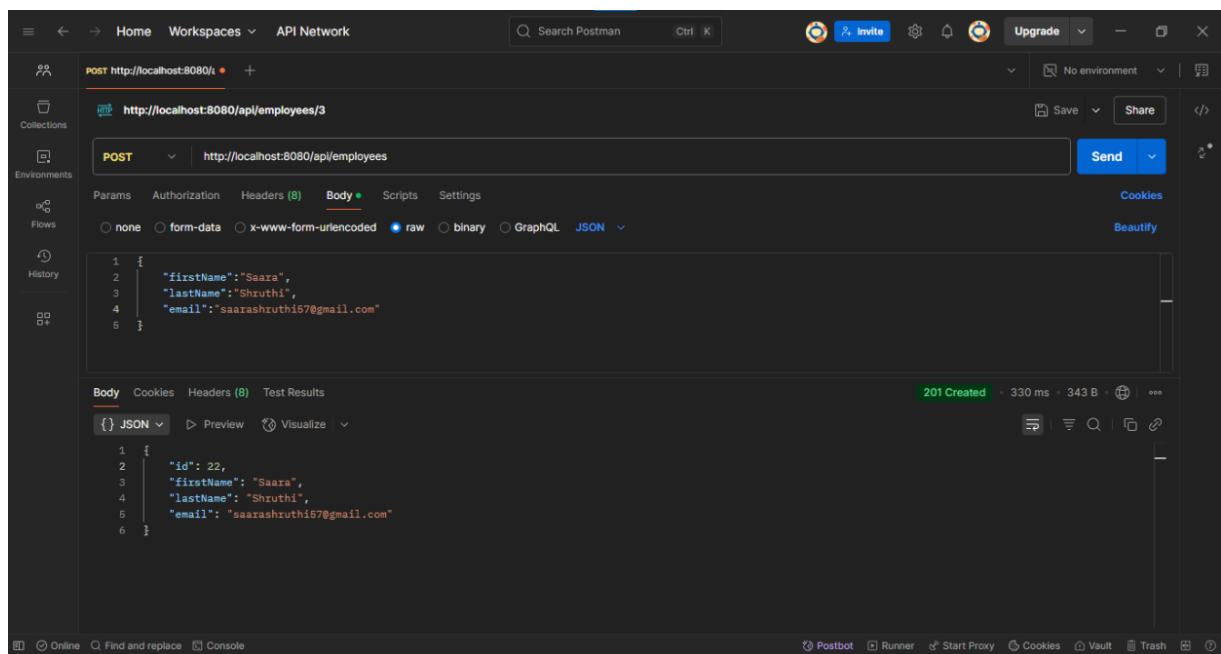 Home Workspaces API Network Search Postman Ctrl K Invite Upgrade
POST http://localhost:8080/a No environment
HTTP http://localhost:8080/api/employees/3 Save Share
Collections
POST http://localhost:8080/api/employees Send
Environments
Params Authorization Headers (8) Body Scripts Settings Cookies
Flows
none form-data x-www-form-urlencoded raw binary GraphQL JSON Beautify
History
1 {
2 "firstName":"Saara",
3 "lastName":"Shruthi",
4 "email":"saarashruthi57@gmail.com"
5 }
Body Cookies Headers (8) Test Results 201 Created 330 ms 343 B
{} JSON Preview Visualize
1 {
2 "id": 22,
3 "firstName": "Saara",
4 "lastName": "Shruthi",
5 "email": "saarashruthi57@gmail.com"
6 }
Online Find and replace Console Postbot Runner Start Proxy Cookies Vault Trash